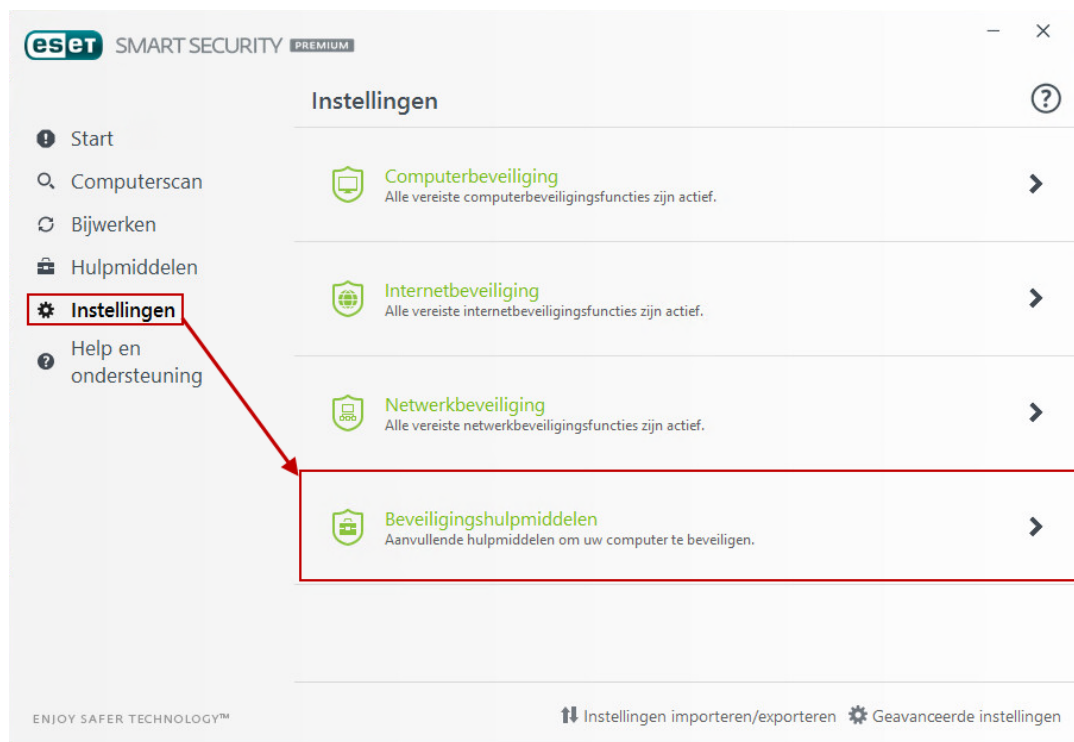 eset SMART SECURITY PREMIUM
Instellingen
Start
Computerscan
Bijwerken
Hulpmiddelen
Instellingen
Help en
ondersteuning
Computerbeveiliging
Alle vereiste computerbeveiligingsfuncties zijn actief.
Internetbeveiliging
Alle vereiste internetbeveiligingsfuncties zijn actief.
Netwerkbeveiliging
Alle vereiste netwerkbeveiligingsfuncties zijn actief.
Beveiligingshulpmiddelen
Aanvullende hulpmiddelen om uw computer te beveiligen.
ENJOY SAFER TECHNOLOGY™
Instellingen importeren/exporteren Geavanceerde instellingen